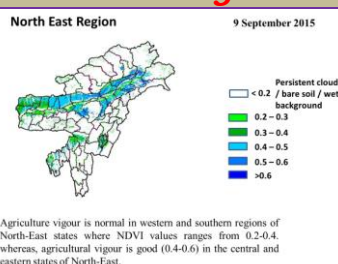 North East Region
9 September 2015
Persistent cloud
< 0.2 / bare soil / wet
background
0.2 – 0.3
0.3 – 0.4
0.4 – 0.5
0.5 – 0.6
>0.6
Agriculture vigour is normal in western and southern regions of
North-East states where NDVI values ranges from 0.2-0.4.
whereas, agricultural vigour is good (0.4-0.6) in the central and
eastern states of North-East.